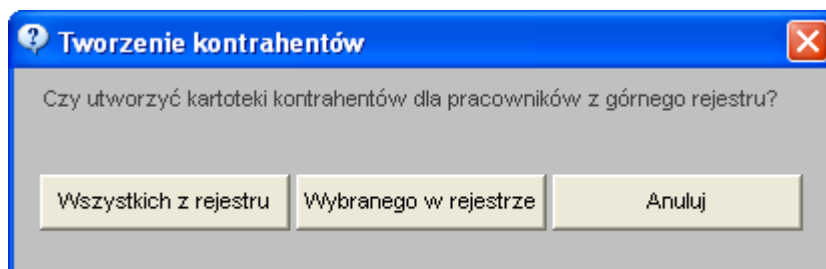 Tworzenie kontrahentów
Czy utworzyć kartoteki kontrahentów dla pracowników z górnego rejestru?
Wszystkich z rejestru
Wybranego w rejestrze
Anuluj